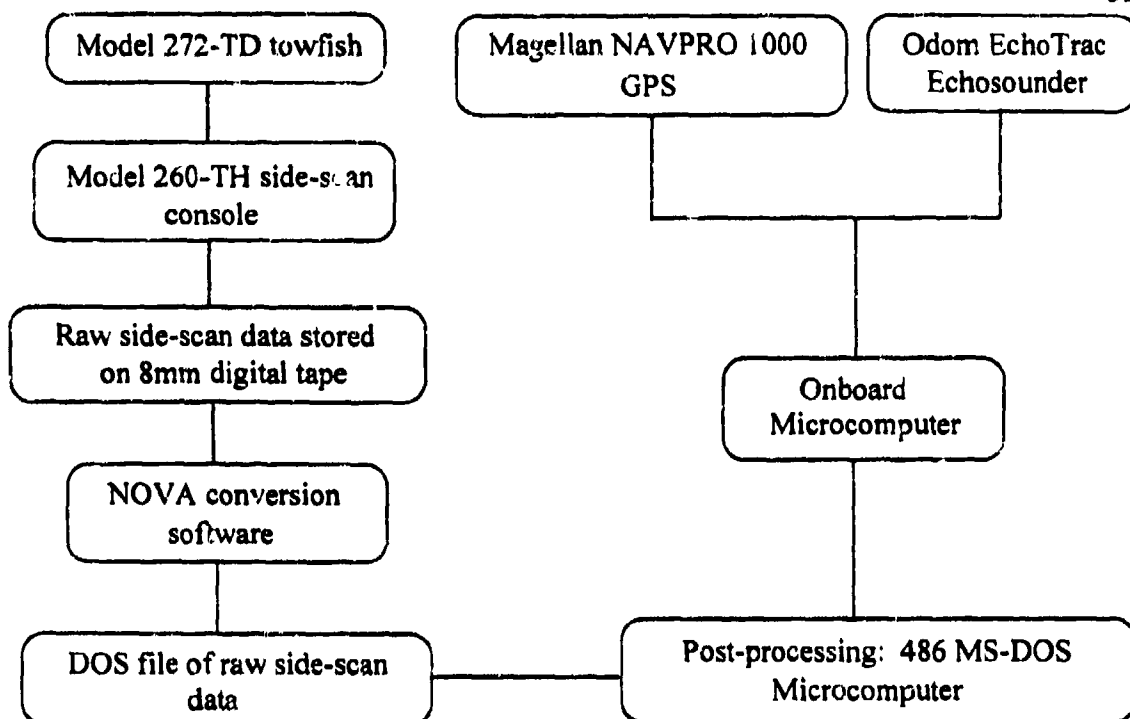 Model 272-TD towfish
Magellan NAVPRO 1000
GPS
Odom EchoTrac
Echosounder
Model 260-TH side-scan
console
Raw side-scan data stored
on 8mm digital tape
Onboard
Microcomputer
NOVA conversion
software
DOS file of raw side-scan
data
Post-processing: 486 MS-DOS
Microcomputer